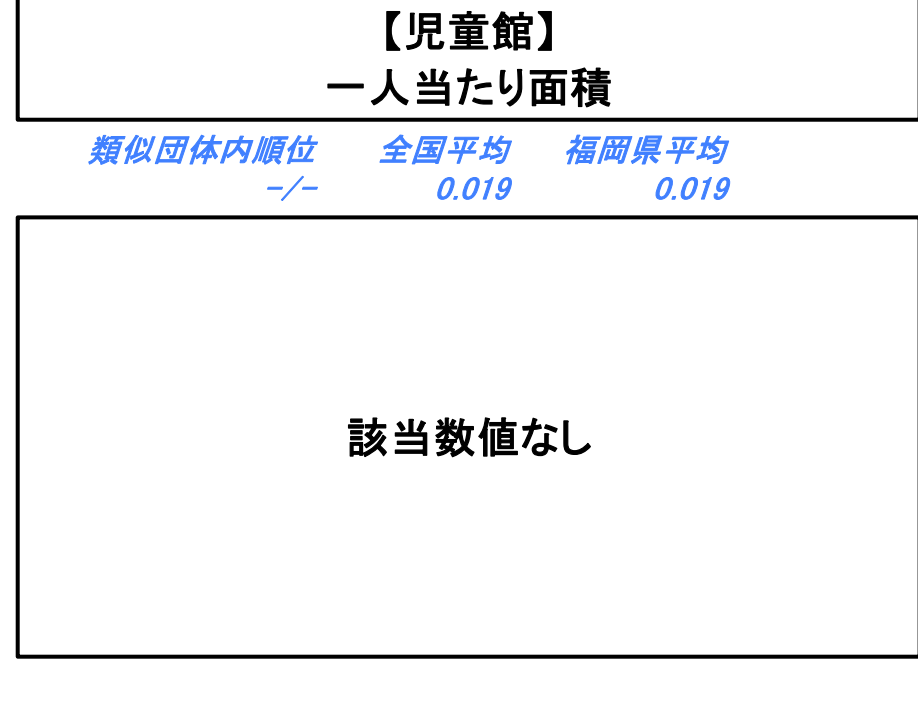 【児童館】
一人当たり面積
類似団体内順位 全国平均 福岡県平均
-/- 0.019 0.019
該当数値なし